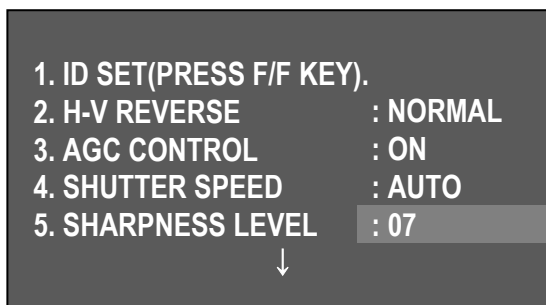 1. ID SET(PRESS F/F KEY).
2. H-V REVERSE : NORMAL
3. AGC CONTROL : ON
4. SHUTTER SPEED : AUTO
5. SHARPNESS LEVEL : 07
↓